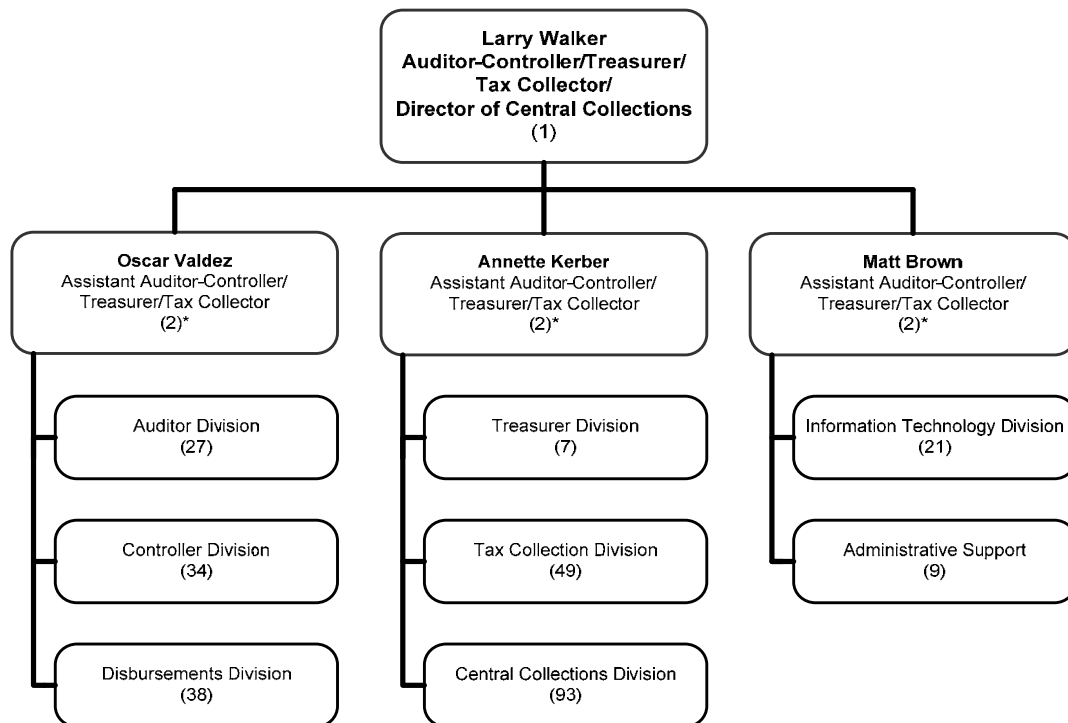 Larry Walker
Auditor-Controller/Treasurer/
Tax Collector/
Director of Central Collections
(1)
Oscar Valdez
Assistant Auditor-Controller/
Treasurer/Tax Collector
(2)*
Annette Kerber
Assistant Auditor-Controller/
Treasurer/Tax Collector
(2)*
Matt Brown
Assistant Auditor-Controller/
Treasurer/Tax Collector
(2)*
Auditor Division
(27)
Controller Division
(34)
Disbursements Division
(38)
Treasurer Division
(7)
Tax Collection Division
(49)
Central Collections Division
(93)
Information Technology Division
(21)
Administrative Support
(9)